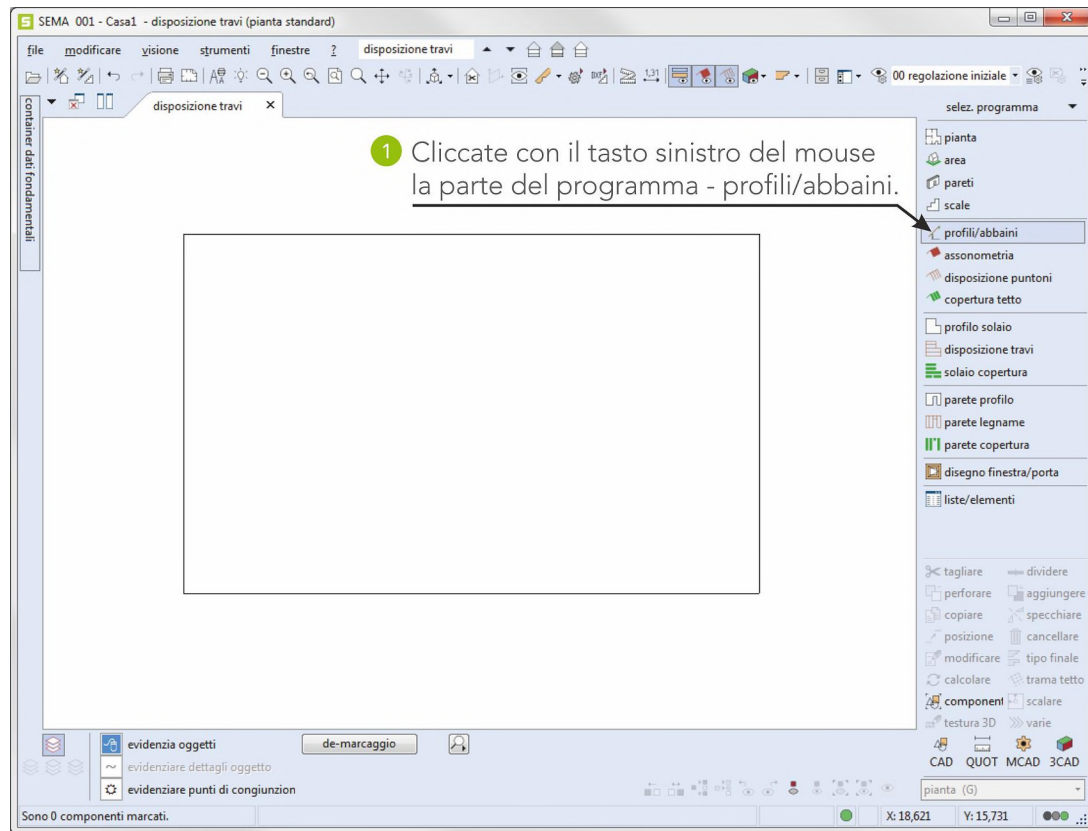 SEMA 001 - Casa1 - disposizione travi (pianta standard)
file modificare visione strumenti finestre ? disposizione travi
00 regolazione iniziale
container dati fondamentali
disposizione travi
selez. programma
1 Cliccate con il tasto sinistro del mouse
la parte del programma - profili/abbaini.
pianta
area
pareti
scale
profili/abbaini
assonometria
disposizione puntoni
copertura tetto
profilo solaio
disposizione travi
solaio copertura
parete profilo
parete legname
parete copertura
disegno finestra/porta
liste/elementi
tagliare dividere
perforare aggiungere
copiare specchiare
posizione cancellare
modificare tipo finale
calcolare trama tetto
component scalare
testura 3D varie
CAD QUOT MCAD 3CAD
evidenzia oggetti de-marcaggio
evidenziare dettagli oggetto
evidenziare punti di congiunzion
pianta (G)
Sono 0 componenti marcati. X: 18,621 Y: 15,731